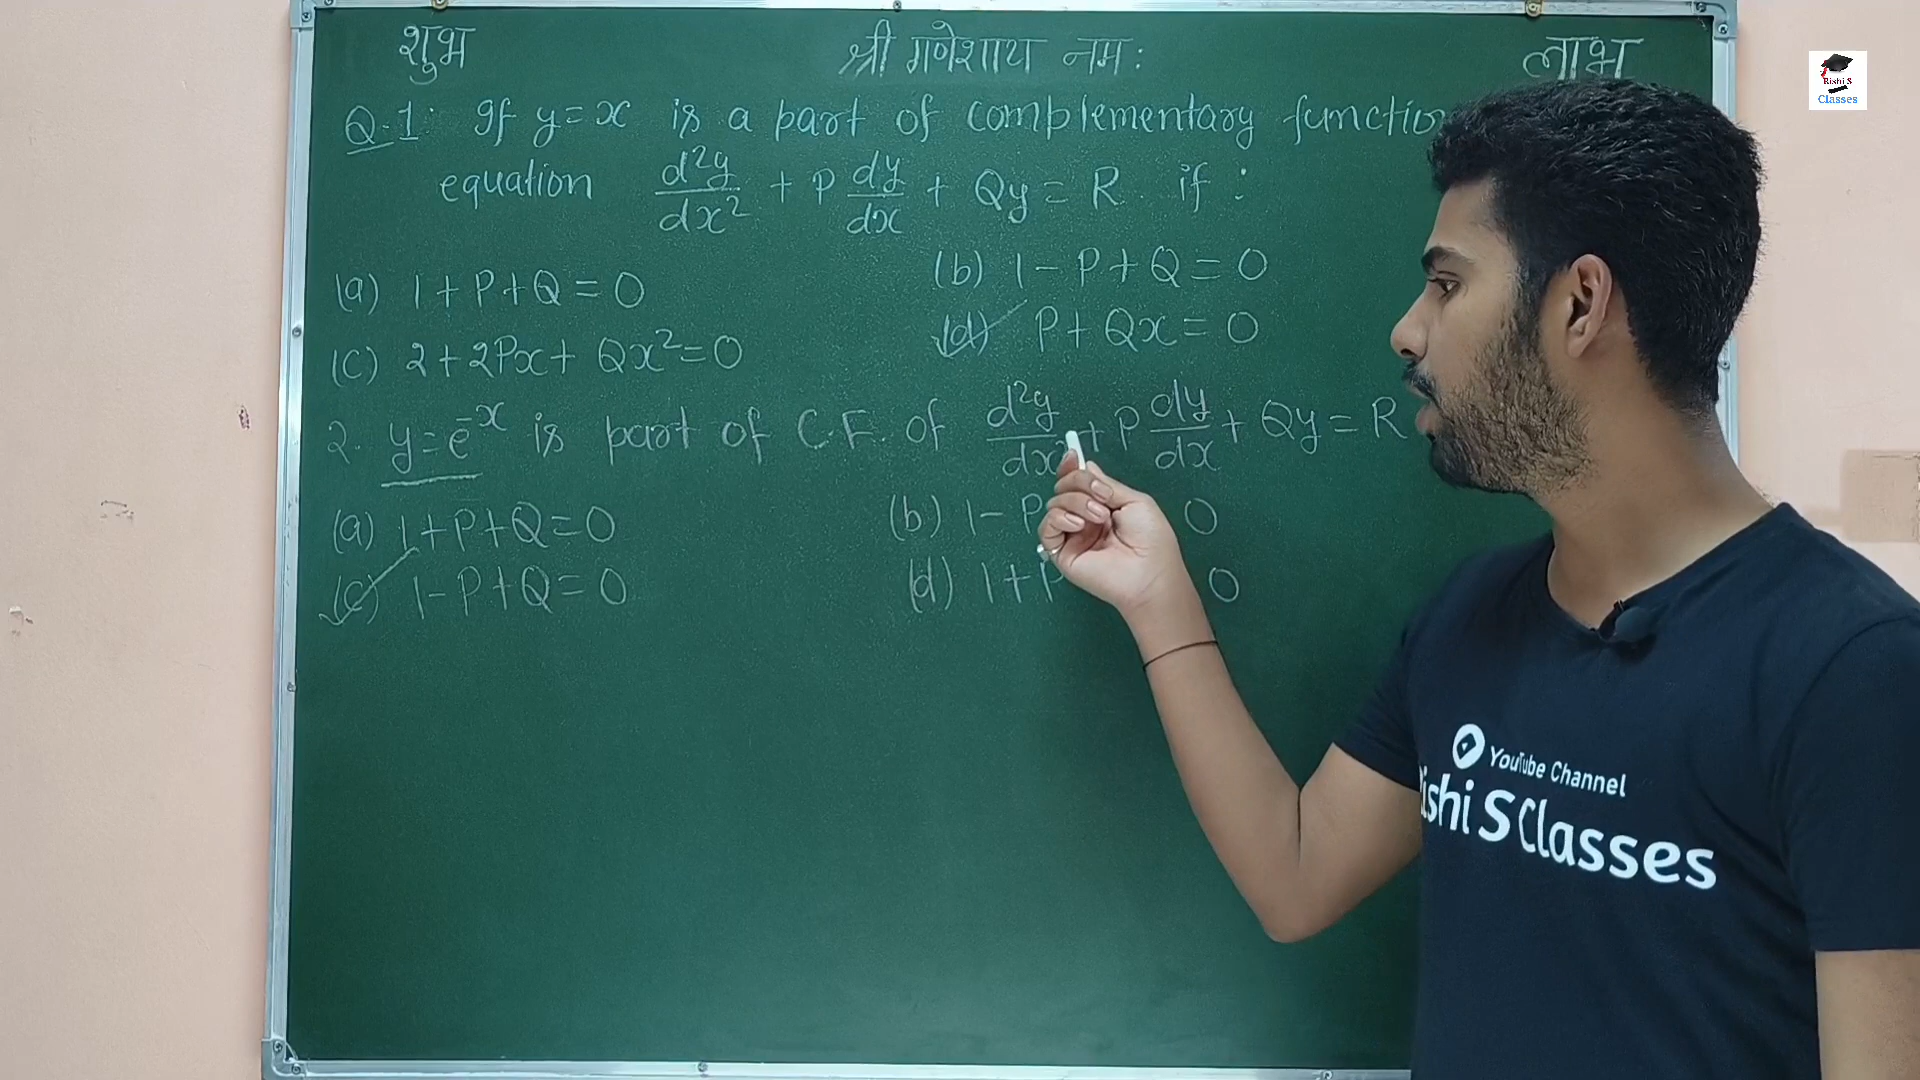 शुभ श्री गणेशाय नमः लाभ
Rishi S
Classes
Q.1: If y=x is a part of complementary function
equation d²y/dx² + P dy/dx + Qy = R if :
(a) 1+P+Q=0 (b) 1-P+Q=0
(c) 2+2Px+Qx²=0 (d) P+Qx=0
2. y=e⁻ˣ is part of C.F. of d²y/dx² + P dy/dx + Qy = R
(a) 1+P+Q=0 (b) 1-P 0
(c) 1-P+Q=0 (d) 1+P 0
YouTube Channel
ishi S Classes